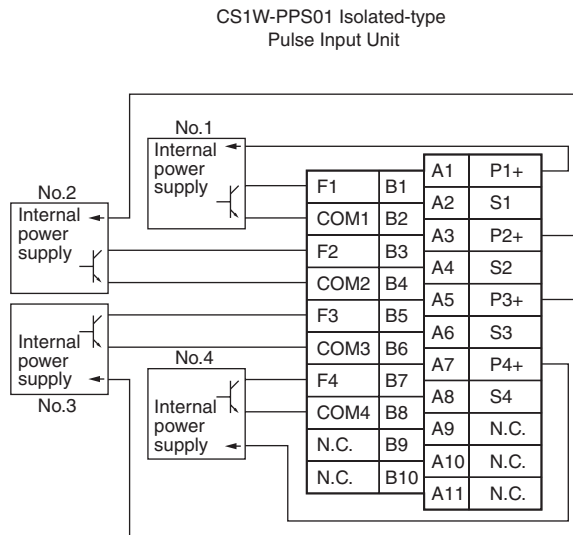 CS1W-PPS01 Isolated-type
Pulse Input Unit
No.1
Internal
power
supply
No.2
Internal
power
supply
Internal
power
supply
No.3
No.4
Internal
power
supply
F1 B1
COM1 B2
F2 B3
COM2 B4
F3 B5
COM3 B6
F4 B7
COM4 B8
N.C. B9
N.C. B10
A1 P1+
A2 S1
A3 P2+
A4 S2
A5 P3+
A6 S3
A7 P4+
A8 S4
A9 N.C.
A10 N.C.
A11 N.C.